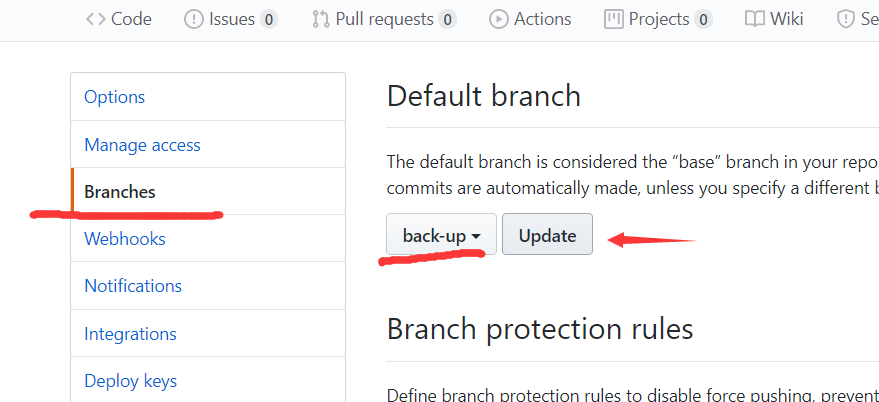 Code Issues 0 Pull requests 0 Actions Projects 0 Wiki Se
Options
Manage access
Branches
Webhooks
Notifications
Integrations
Deploy keys
Default branch
The default branch is considered the “base” branch in your repo
commits are automatically made, unless you specify a different b
back-up Update
Branch protection rules
Define branch protection rules to disable force pushing, prevent